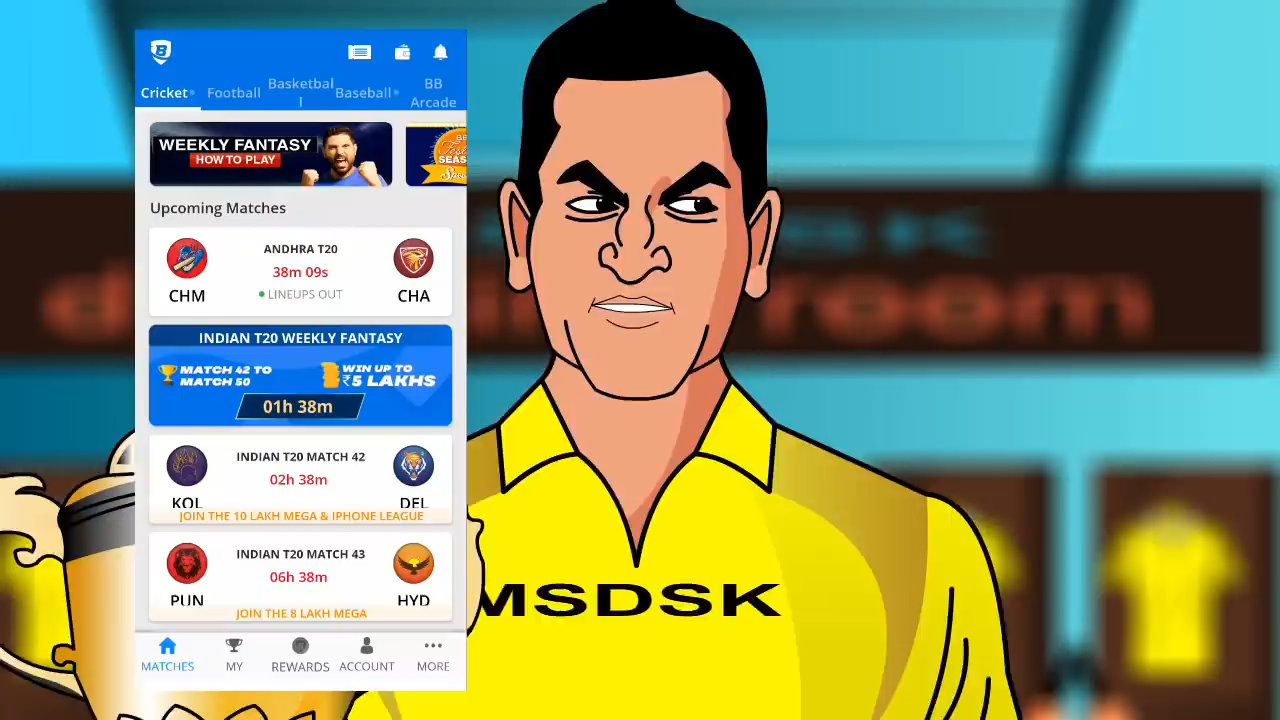 Cricket
Football
Basketbal
l
Baseball
BB
Arcade
WEEKLY FANTASY
HOW TO PLAY
SEAS
Upcoming Matches
ANDHRA T20
38m 09s
LINEUPS OUT
CHM
CHA
INDIAN T20 WEEKLY FANTASY
MATCH 42 TO
MATCH 50
WIN UP TO
₹5 LAKHS
01h 38m
INDIAN T20 MATCH 42
02h 38m
KOL
DEL
JOIN THE 10 LAKH MEGA & IPHONE LEAGUE
INDIAN T20 MATCH 43
06h 38m
PUN
HYD
JOIN THE 8 LAKH MEGA
MATCHES
MY
REWARDS
ACCOUNT
MORE
MSDSK
room